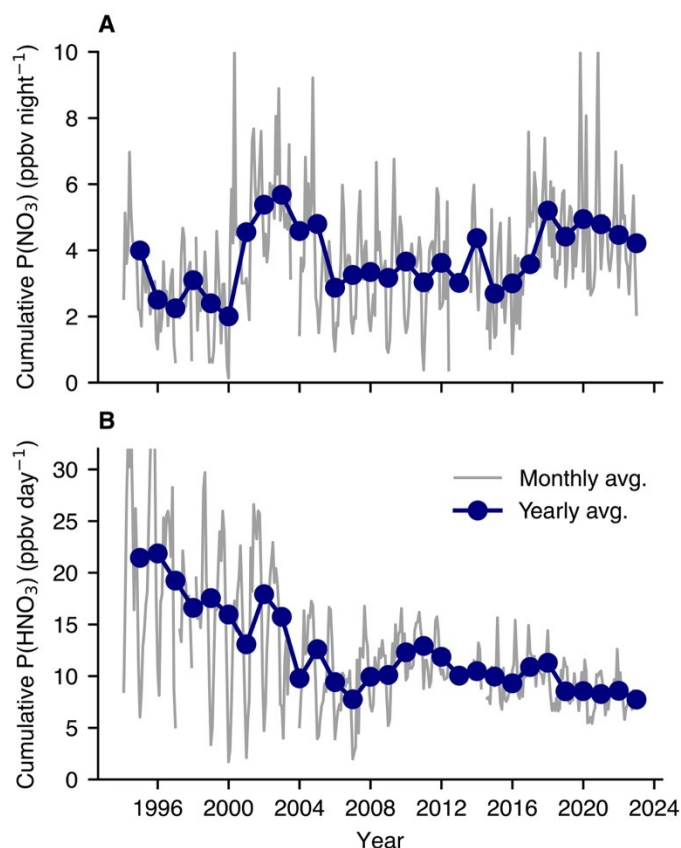 A
Cumulative P(NO₃) (ppbv night⁻¹)
10
8
6
4
2
0
B
Cumulative P(HNO₃) (ppbv day⁻¹)
30
25
20
15
10
5
0
Monthly avg.
Yearly avg.
1996 2000 2004 2008 2012 2016 2020 2024
Year